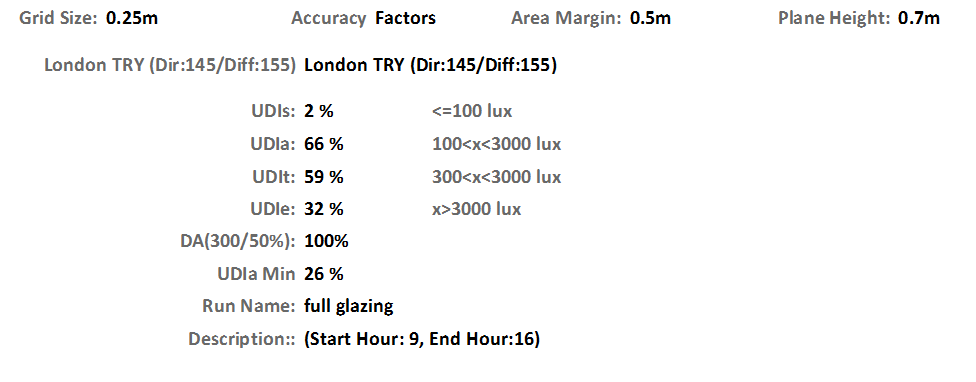 Grid Size: 0.25m Accuracy Factors Area Margin: 0.5m Plane Height: 0.7m
London TRY (Dir:145/Diff:155) London TRY (Dir:145/Diff:155)
UDIs: 2 % <=100 lux
UDIa: 66 % 100<x<3000 lux
UDIt: 59 % 300<x<3000 lux
UDIe: 32 % x>3000 lux
DA(300/50%): 100%
UDIa Min 26 %
Run Name: full glazing
Description:: (Start Hour: 9, End Hour:16)